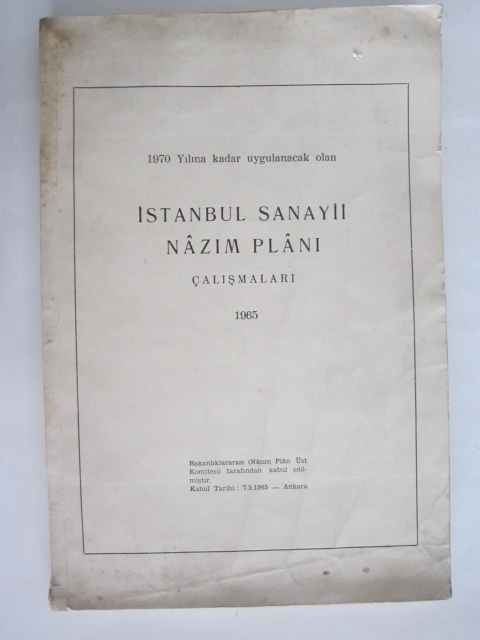 1970 Yılına kadar uygulanacak olan
İSTANBUL SANAYİİ
NÂZIM PLÂNI
ÇALIŞMALARI
1965
Bakanlıklararası (Nâzım Plân Üst
Komitesi) tarafından kabul edil-
miştir.
Kabul Tarihi: 7.5.1965 — Ankara